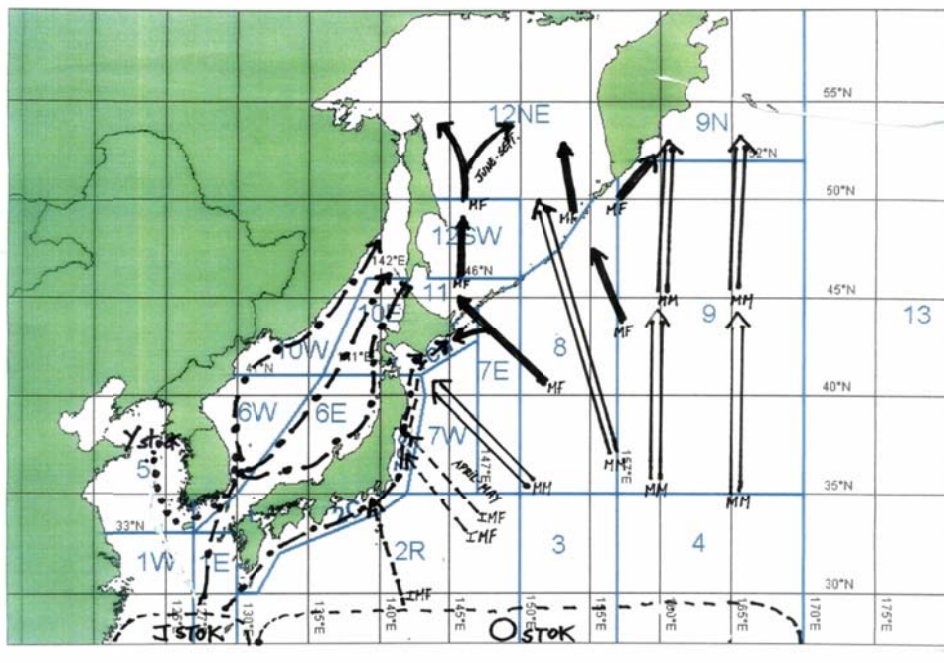 55°N
12NE
9N
JUNE-SEPT.
52°N
50°N
MF
MF
MF
12SW
142°E
46°N
MF
11
45°N
10E
MM
MM
9
13
MF
10W
141°E
8
41°N
7E
MF
40°N
6W
6E
7W
Y stok
5
APRIL-MAY
147°E
MM
157°E
MM
MM
MM
35°N
IMF
IMF
33°N
1W
1E
2R
3
4
IMF
30°N
130°E
135°E
140°E
145°E
150°E
155°E
160°E
165°E
170°E
175°E
J STOK
O STOK